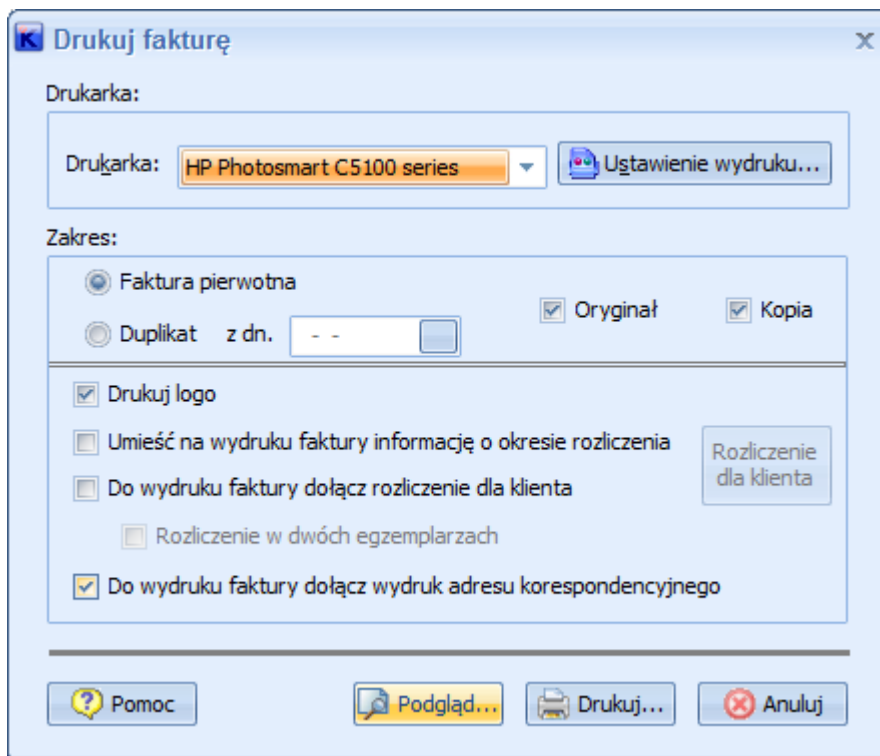 K Drukuj fakturę x
Drukarka:
Drukarka: HP Photosmart C5100 series Ustawienie wydruku...
Zakres:
Faktura pierwotna
Oryginał Kopia
Duplikat z dn. - -
Drukuj logo
Umieść na wydruku faktury informację o okresie rozliczenia
Rozliczenie
dla klienta
Do wydruku faktury dołącz rozliczenie dla klienta
Rozliczenie w dwóch egzemplarzach
Do wydruku faktury dołącz wydruk adresu korespondencyjnego
Pomoc Podgląd... Drukuj... Anuluj